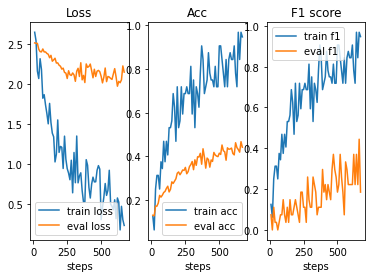 Loss
Acc
F1 score
2.5
2.0
1.5
1.0
0.5
train loss
eval loss
0
500
steps
1.0
0.8
0.6
0.4
0.2
train acc
eval acc
0
500
steps
1.0
0.8
0.6
0.4
0.2
0.0
train f1
eval f1
0
500
steps